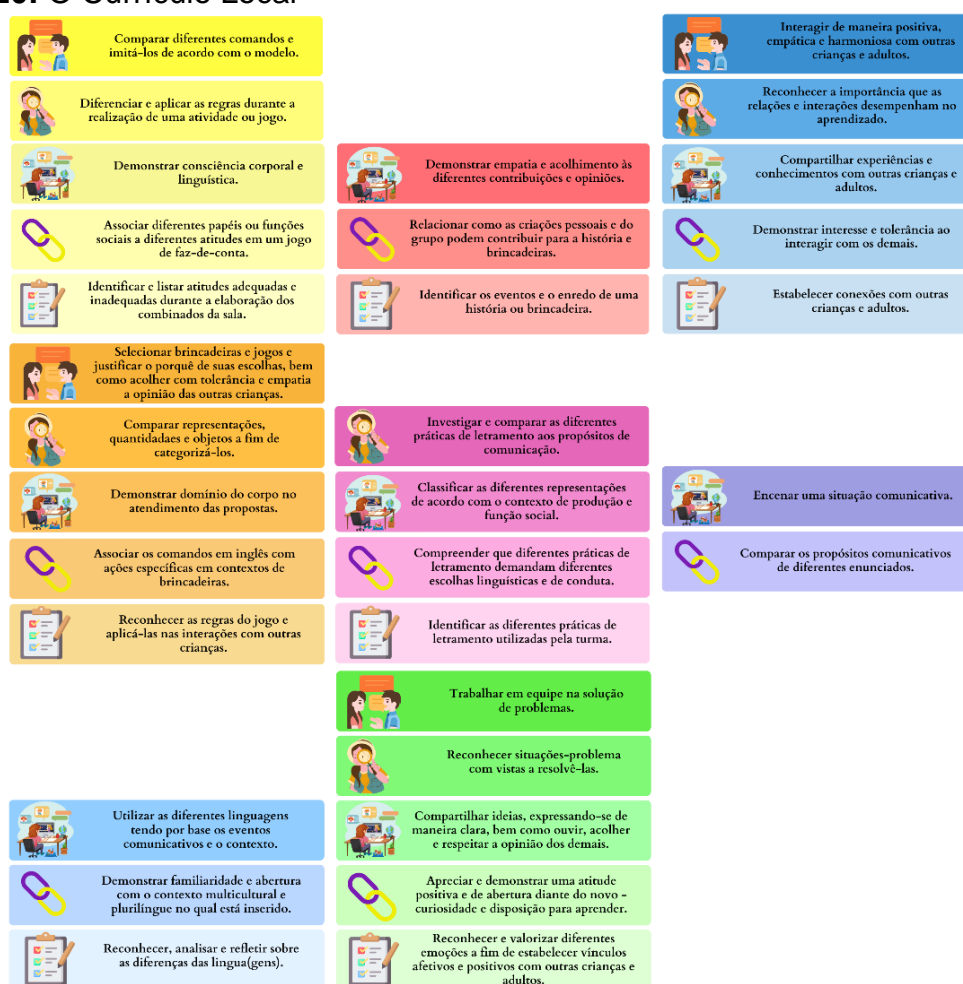 O Currículo Local
Comparar diferentes comandos e
imitá-los de acordo com o modelo.
Diferenciar e aplicar as regras durante a
realização de uma atividade ou jogo.
Demonstrar consciência corporal e
linguística.
Associar diferentes papéis ou funções
sociais a diferentes atitudes em um jogo
de faz-de-conta.
Identificar e listar atitudes adequadas e
inadequadas durante a elaboração dos
combinados da sala.
Demonstrar empatia e acolhimento às
diferentes contribuições e opiniões.
Relacionar como as criações pessoais e do
grupo podem contribuir para a história e
brincadeiras.
Identificar os eventos e o enredo de uma
história ou brincadeira.
Interagir de maneira positiva,
empática e harmoniosa com outras
crianças e adultos.
Reconhecer a importância que as
relações e interações desempenham no
aprendizado.
Compartilhar experiências e
conhecimentos com outras crianças e
adultos.
Demonstrar interesse e tolerância ao
interagir com os demais.
Estabelecer conexões com outras
crianças e adultos.
Selecionar brincadeiras e jogos e
justificar o porquê de suas escolhas, bem
como acolher com tolerância e empatia
a opinião das outras crianças.
Comparar representações,
quantidadaes e objetos a fim de
categorizá-los.
Demonstrar domínio do corpo no
atendimento das propostas.
Associar os comandos em inglês com
ações específicas em contextos de
brincadeiras.
Reconhecer as regras do jogo e
aplicá-las nas interações com outras
crianças.
Investigar e comparar as diferentes
práticas de letramento aos propósitos de
comunicação.
Classificar as diferentes representações
de acordo com o contexto de produção e
função social.
Compreender que diferentes práticas de
letramento demandam diferentes
escolhas linguísticas e de conduta.
Identificar as diferentes práticas de
letramento utilizadas pela turma.
Encenar uma situação comunicativa.
Comparar os propósitos comunicativos
de diferentes enunciados.
Trabalhar em equipe na solução
de problemas.
Reconhecer situações-problema
com vistas a resolvê-las.
Compartilhar ideias, expressando-se de
maneira clara, bem como ouvir, acolher
e respeitar a opinião dos demais.
Apreciar e demonstrar uma atitude
positiva e de abertura diante do novo -
curiosidade e disposição para aprender.
Reconhecer e valorizar diferentes
emoções a fim de estabelecer vínculos
afetivos e positivos com outras crianças e
adultos.
Utilizar as diferentes linguagens
tendo por base os eventos
comunicativos e o contexto.
Demonstrar familiaridade e abertura
com o contexto multicultural e
plurilíngue no qual está inserido.
Reconhecer, analisar e refletir sobre
as diferenças das lingua(gens).